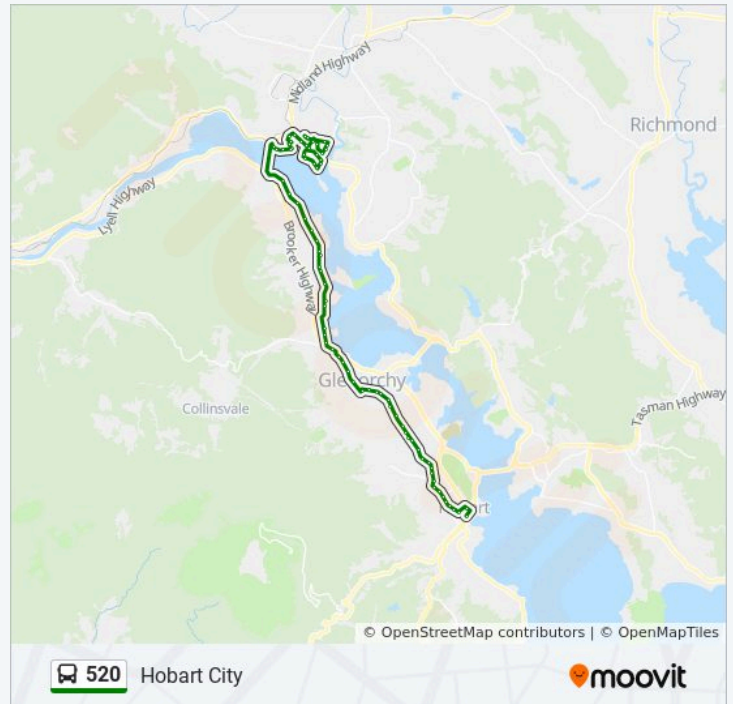 Midland Highway
Richmond
Lyell Highway
Brooker Highway
Glenorchy
Collinsvale
Tasman Highway
Hobart
© OpenStreetMap contributors | © OpenMapTiles
520 Hobart City
moovit